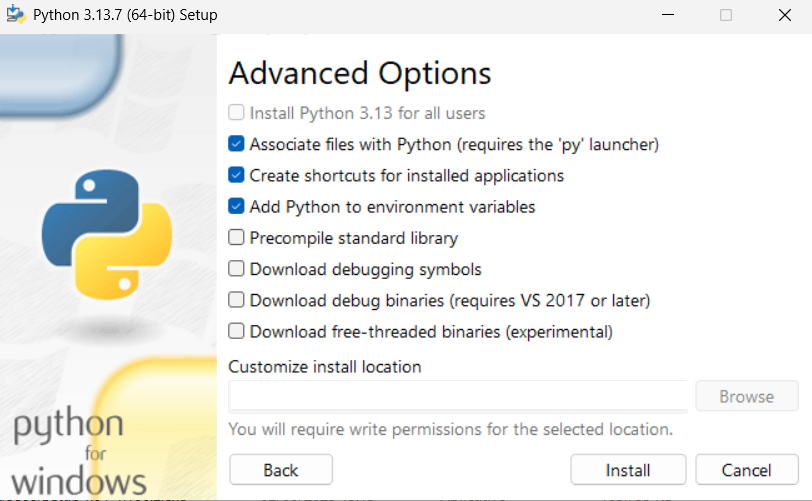 Python 3.13.7 (64-bit) Setup
Advanced Options
Install Python 3.13 for all users
Associate files with Python (requires the 'py' launcher)
Create shortcuts for installed applications
Add Python to environment variables
Precompile standard library
Download debugging symbols
Download debug binaries (requires VS 2017 or later)
Download free-threaded binaries (experimental)
Customize install location
Browse
You will require write permissions for the selected location.
python
for
windows
Back
Install
Cancel